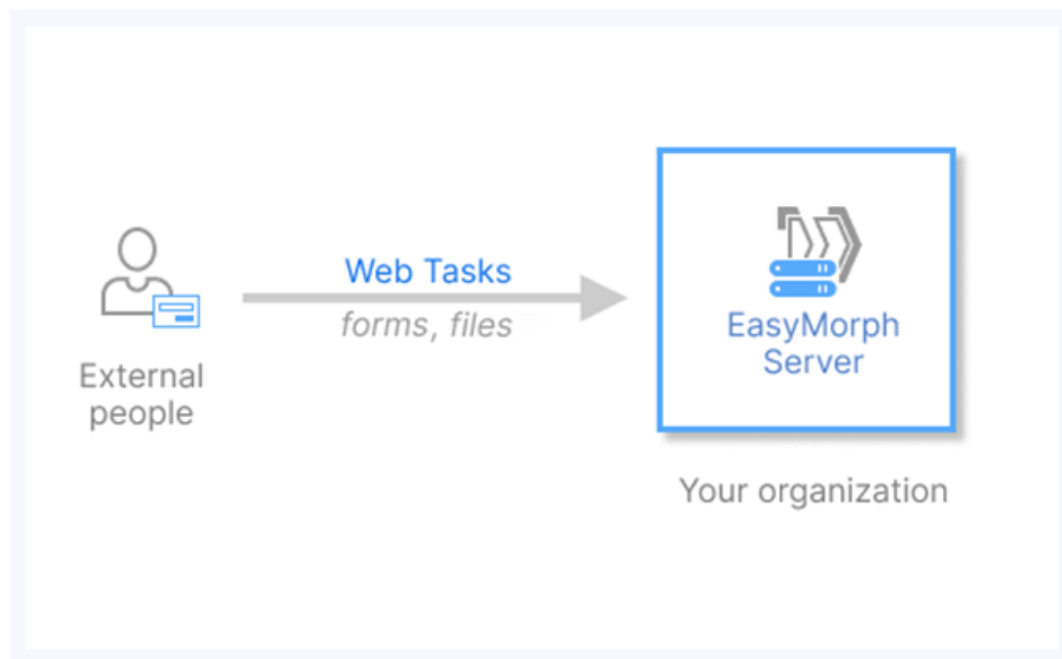 Web Tasks
forms, files
External
people
EasyMorph
Server
Your organization